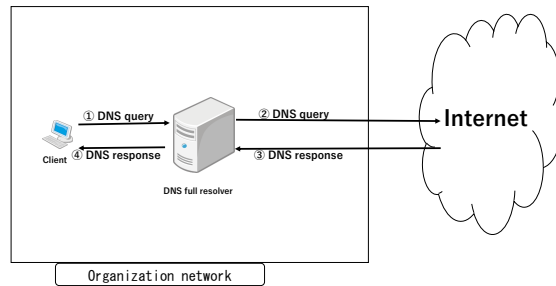 ① DNS query
② DNS query
Internet
Client
④ DNS response
③ DNS response
DNS full resolver
Organization network